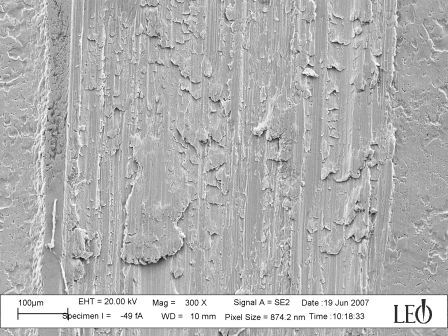 100µm EHT = 20.00 kV Mag = 300 X Signal A = SE2 Date :19 Jun 2007
Specimen I = -49 fA WD = 10 mm Pixel Size = 874.2 nm Time :10:18:33
LEO